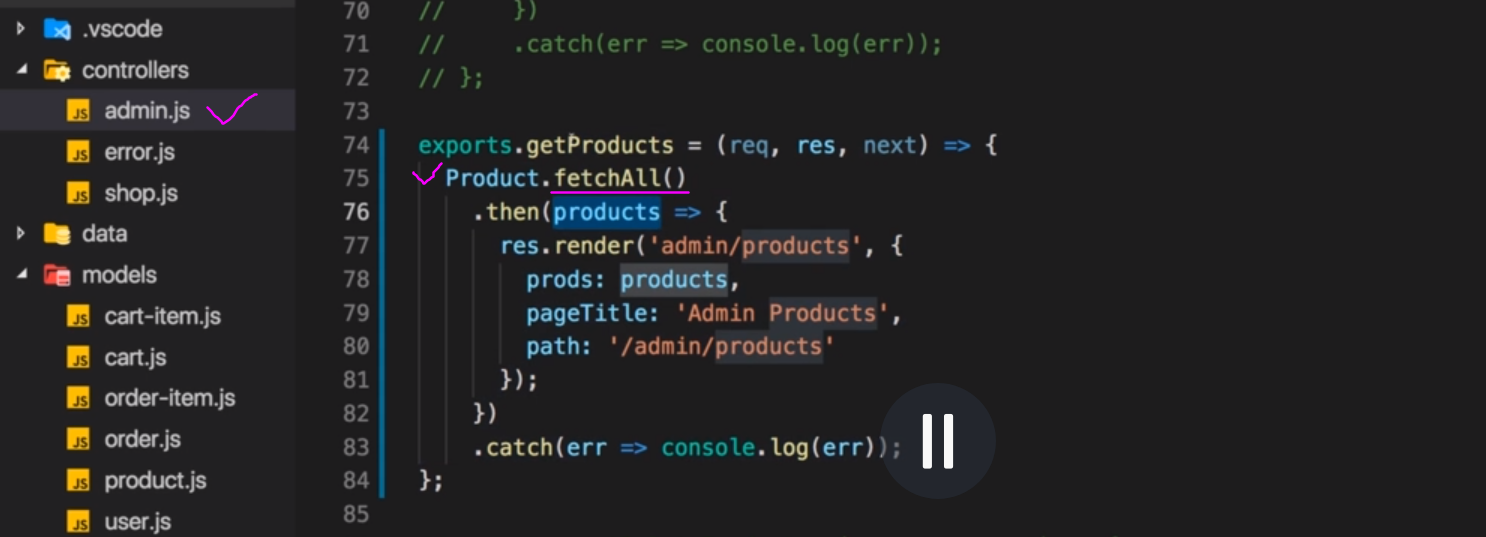 .vscode
controllers
admin.js
error.js
shop.js
data
models
cart-item.js
cart.js
order-item.js
order.js
product.js
user.js
70 //     })
71 //     .catch(err => console.log(err));
72 // };
73
74 exports.getProducts = (req, res, next) => {
75   Product.fetchAll()
76     .then(products => {
77       res.render('admin/products', {
78         prods: products,
79         pageTitle: 'Admin Products',
80         path: '/admin/products'
81       });
82     })
83     .catch(err => console.log(err));
84 };
85